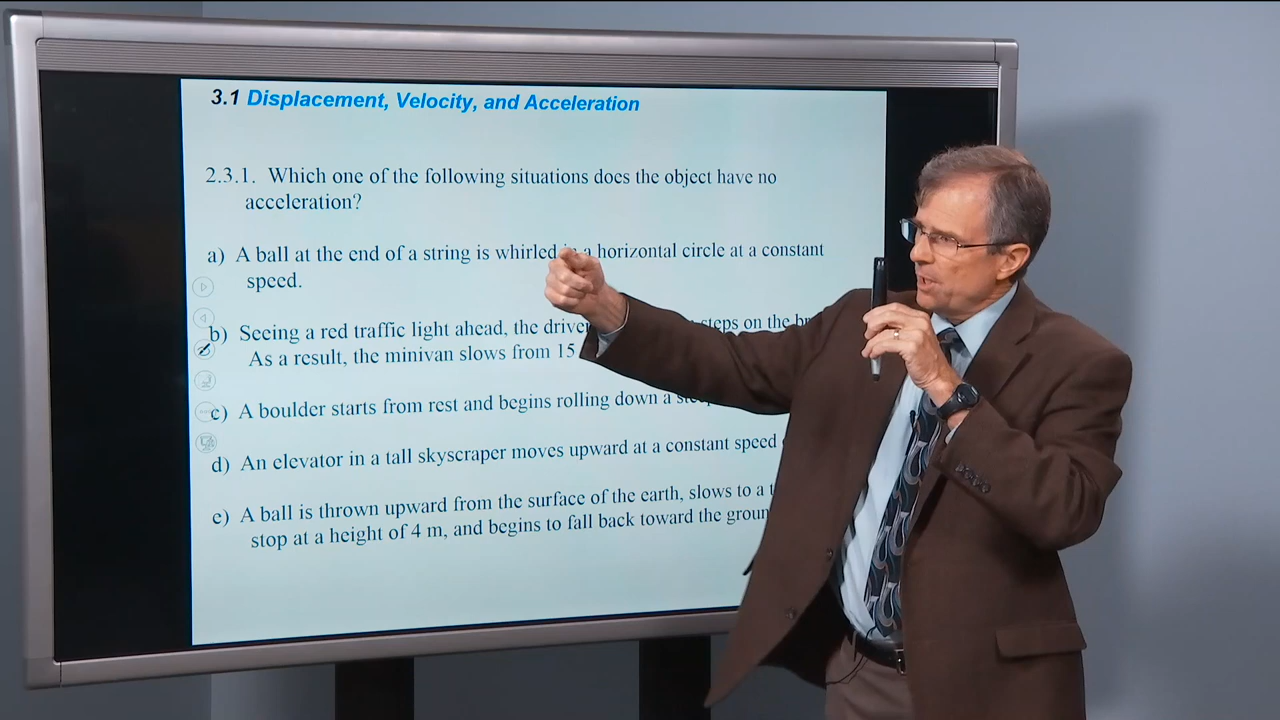 3.1 Displacement, Velocity, and Acceleration
2.3.1. Which one of the following situations does the object have no
acceleration?
a) A ball at the end of a string is whirled in a horizontal circle at a constant
speed.
b) Seeing a red traffic light ahead, the steps on the
As a result, the minivan slows from 15
c) A boulder starts from rest and begins rolling down a
d) An elevator in a tall skyscraper moves upward at a constant speed
e) A ball is thrown upward from the surface of the earth, slows to a
stop at a height of 4 m, and begins to fall back toward the